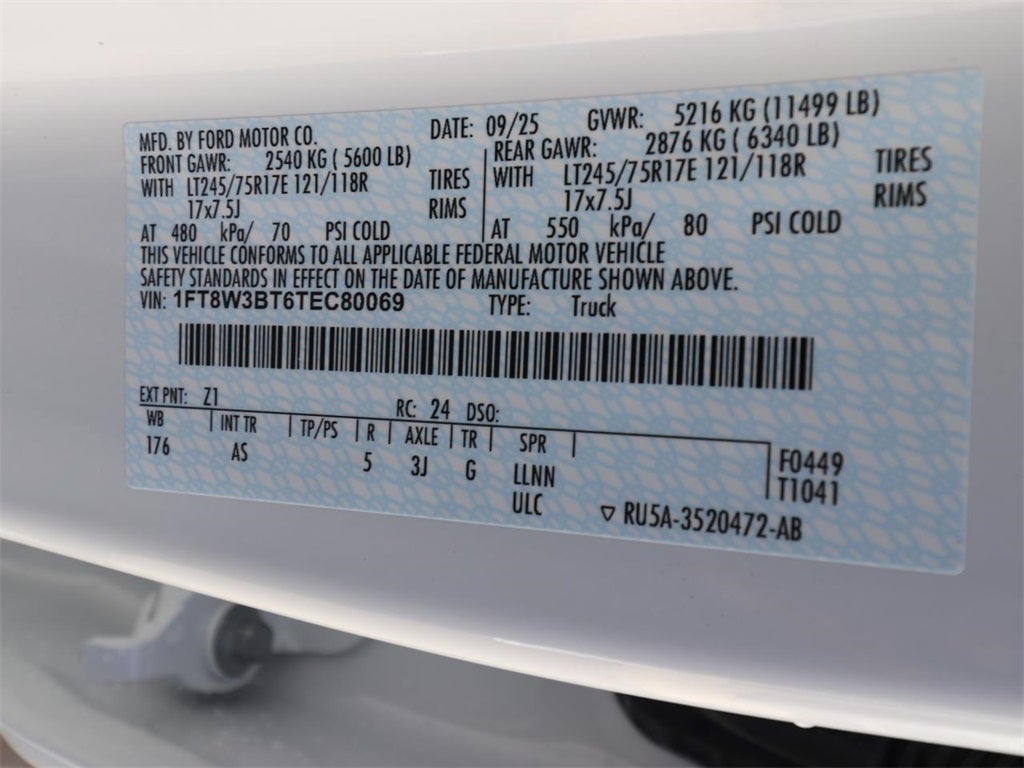 MFD. BY FORD MOTOR CO. DATE: 09/25 GVWR: 5216 KG (11499 LB)
FRONT GAWR: 2540 KG ( 5600 LB) REAR GAWR: 2876 KG ( 6340 LB)
WITH LT245/75R17E 121/118R TIRES WITH LT245/75R17E 121/118R TIRES
17x7.5J RIMS 17x7.5J RIMS
AT 480 kPa/ 70 PSI COLD AT 550 kPa/ 80 PSI COLD
THIS VEHICLE CONFORMS TO ALL APPLICABLE FEDERAL MOTOR VEHICLE
SAFETY STANDARDS IN EFFECT ON THE DATE OF MANUFACTURE SHOWN ABOVE.
VIN: 1FT8W3BT6TEC80069 TYPE: Truck
EXT PNT: Z1 RC: 24 DSO:
WB INT TR TP/PS R AXLE TR SPR
176 AS 5 3J G LLNN F0449
ULC T1041
▽ RU5A-3520472-AB